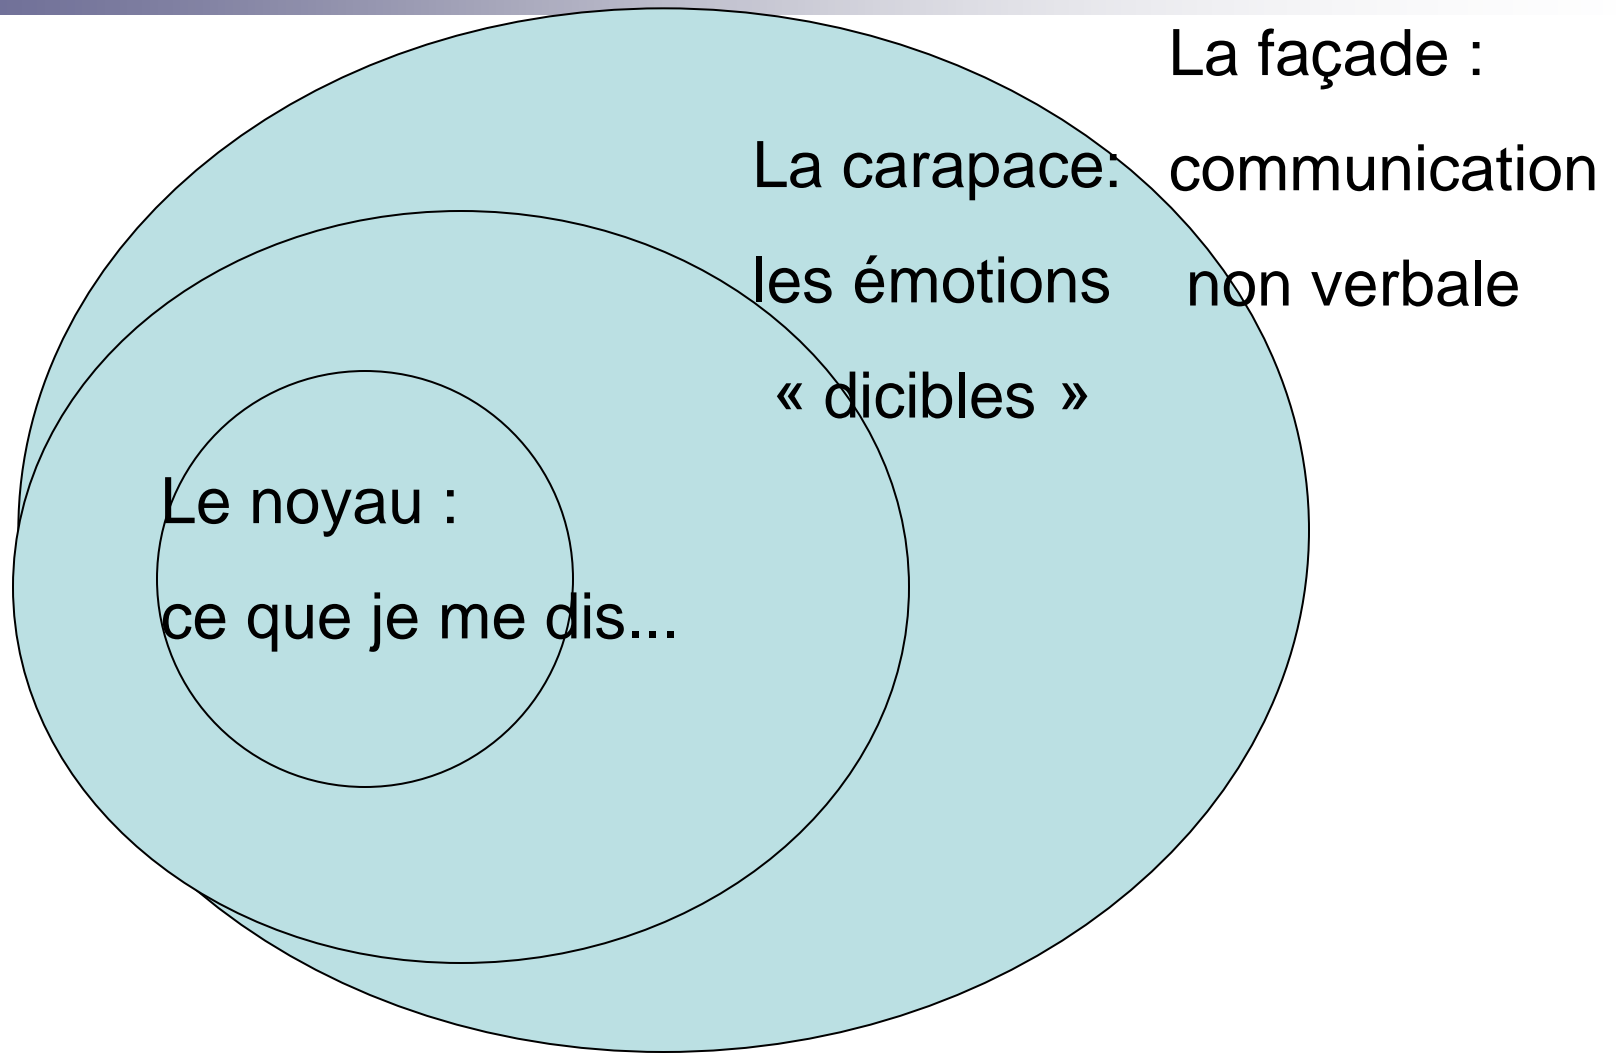 La façade :
communication
non verbale
La carapace:
les émotions
« dicibles »
Le noyau :
ce que je me dis...